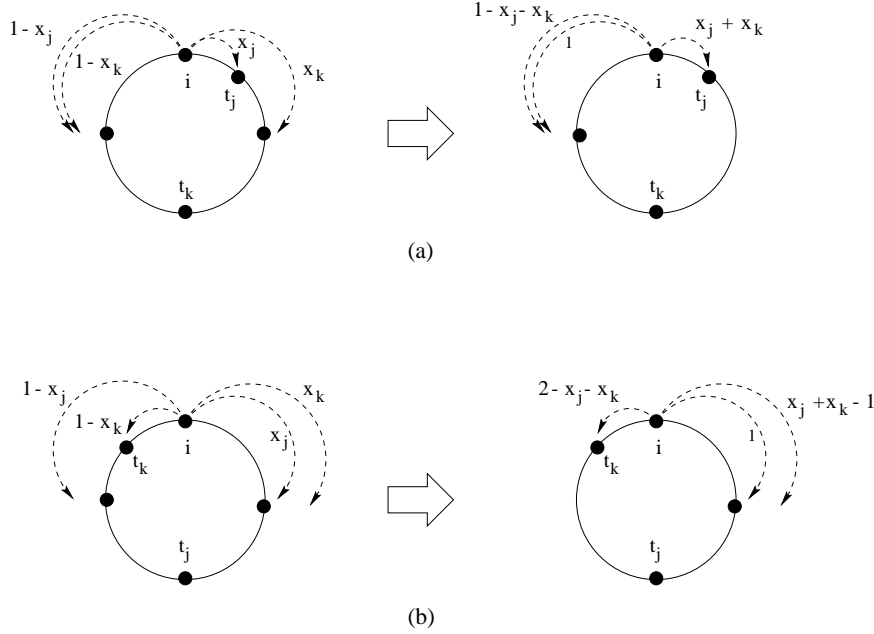 1 - x_j
1 - x_k
x_j
x_k
i
t_j
t_k
1 - x_j - x_k
1
x_j + x_k
i
t_j
t_k
(a)
1 - x_j
1 - x_k
x_k
x_j
i
t_k
t_j
2 - x_j - x_k
x_j + x_k - 1
1
i
t_k
t_j
(b)